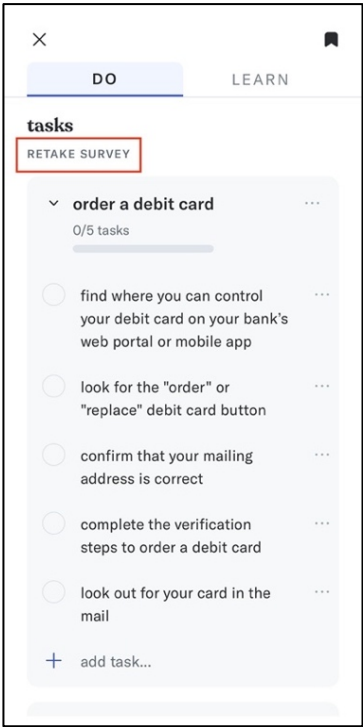 DO LEARN
tasks
RETAKE SURVEY
order a debit card ...
0/5 tasks
find where you can control ...
your debit card on your bank's
web portal or mobile app
look for the "order" or ...
"replace" debit card button
confirm that your mailing ...
address is correct
complete the verification ...
steps to order a debit card
look out for your card in the ...
mail
+ add task...